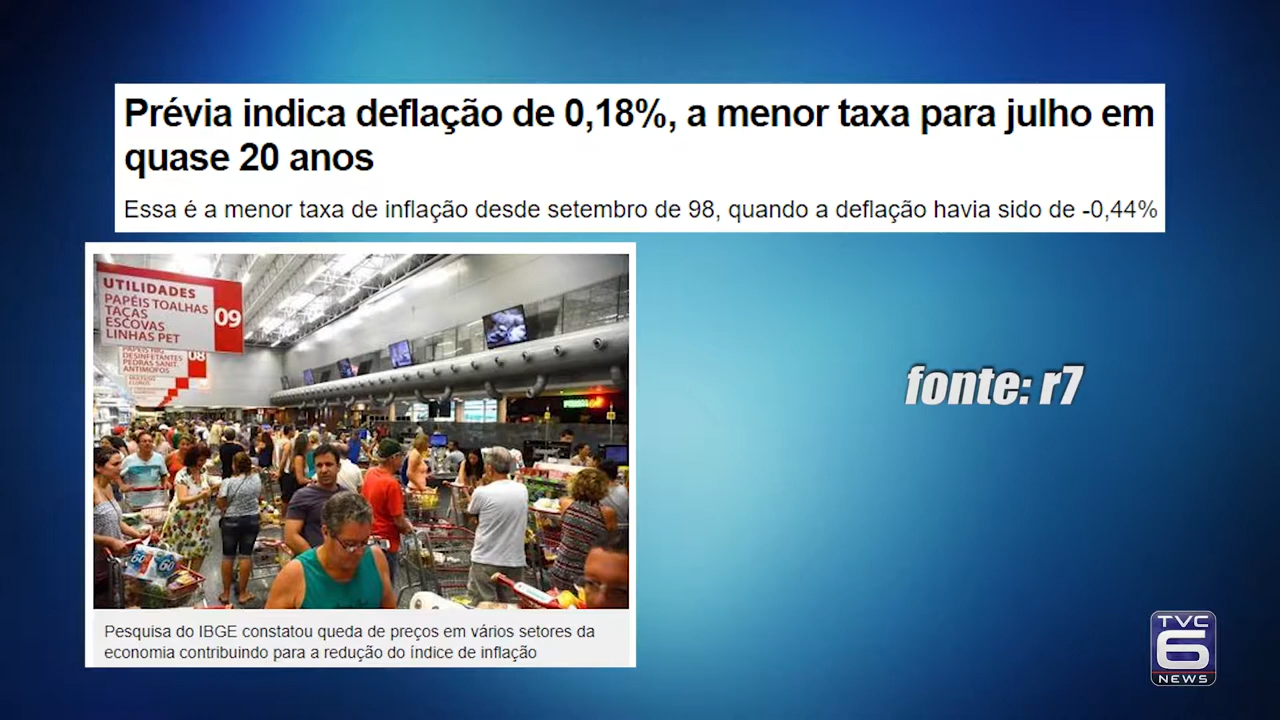 Prévia indica deflação de 0,18%, a menor taxa para julho em
quase 20 anos
Essa é a menor taxa de inflação desde setembro de 98, quando a deflação havia sido de -0,44%
UTILIDADES
PAPÉIS TOALHAS
TAÇAS
ESCOVAS
LINHAS PET
09
DESINFETANTES
PEDRAS SANIT.
ANTIMOFOS
08
fonte: r7
Pesquisa do IBGE constatou queda de preços em vários setores da
economia contribuindo para a redução do índice de inflação
TVC
6
NEWS